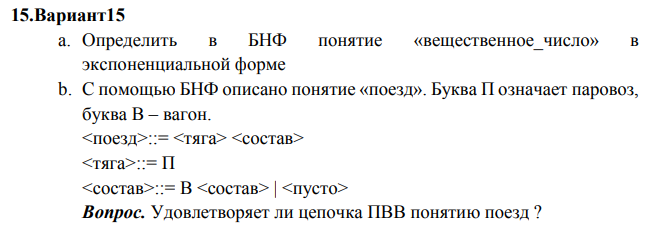 15.Вариант15
a. Определить в БНФ понятие «вещественное_число» в
экспоненциальной форме
b. С помощью БНФ описано понятие «поезд». Буква П означает паровоз,
буква В – вагон.
<поезд>::= <тяга> <состав>
<тяга>::= П
<состав>::= В <состав> | <пусто>
Вопрос. Удовлетворяет ли цепочка ПВВ понятию поезд ?